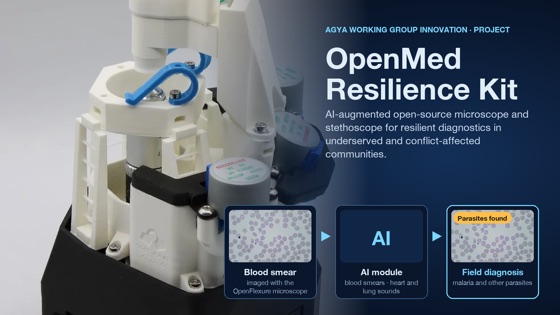 AGYA WORKING GROUP INNOVATION · PROJECT
OpenMed
Resilience Kit
AI-augmented open-source microscope and
stethoscope for resilient diagnostics in
underserved and conflict-affected
communities.
Blood smear
imaged with the
OpenFlexure microscope
AI
AI module
blood smears · heart and
lung sounds
Parasites found
Field diagnosis
malaria and other parasites